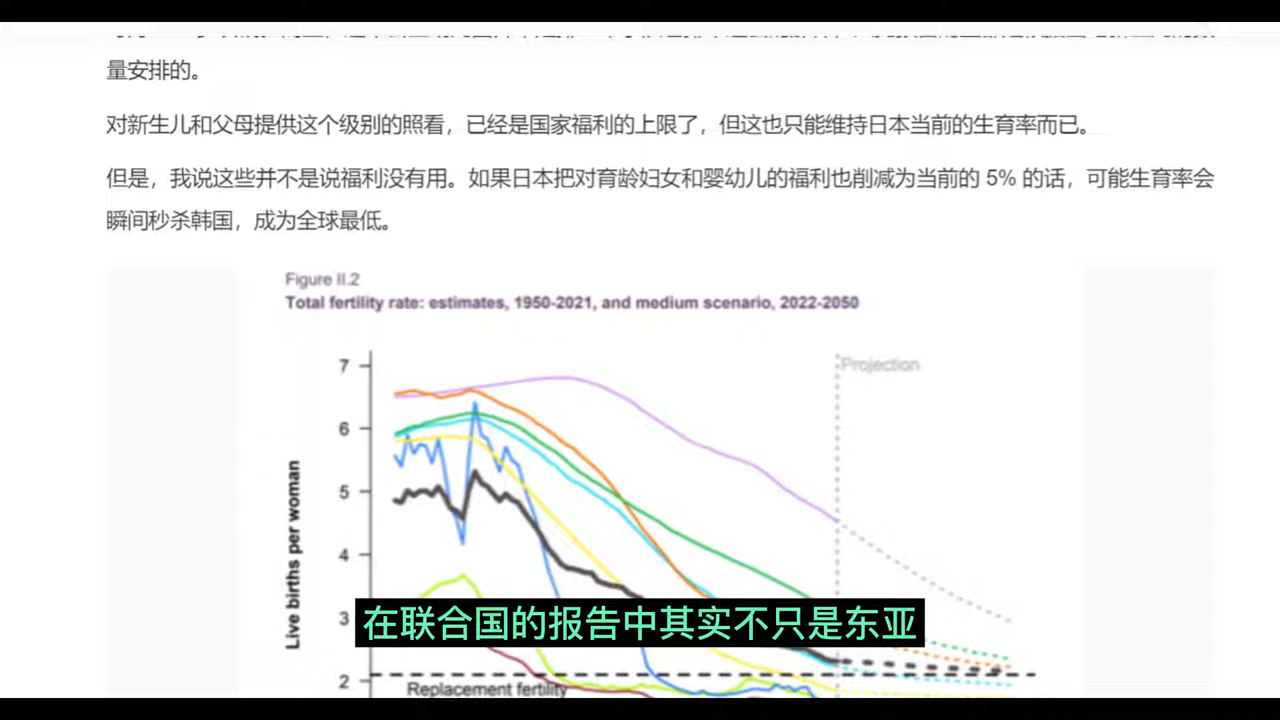 量安排的。
对新生儿和父母提供这个级别的照看，已经是国家福利的上限了，但这也只能维持日本当前的生育率而已。
但是，我说这些并不是说福利没有用。如果日本把对育龄妇女和婴幼儿的福利也削减为当前的 5% 的话，可能生育率会
瞬间秒杀韩国，成为全球最低。
Figure II.2
Total fertility rate: estimates, 1950-2021, and medium scenario, 2022-2050
Projection
7
6
5
4
3
2
Live births per woman
在联合国的报告中其实不只是东亚
Replacement fertility